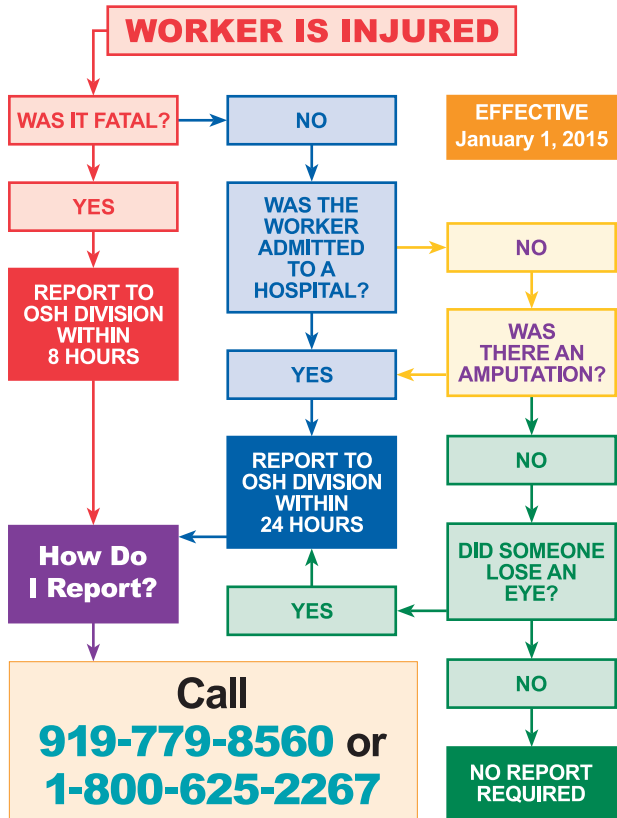 WORKER IS INJURED
WAS IT FATAL?
NO
EFFECTIVE
January 1, 2015
YES
WAS THE
WORKER
ADMITTED
TO A
HOSPITAL?
NO
REPORT TO
OSH DIVISION
WITHIN
8 HOURS
WAS
THERE AN
AMPUTATION?
YES
NO
REPORT TO
OSH DIVISION
WITHIN
24 HOURS
How Do
I Report?
DID SOMEONE
LOSE AN
EYE?
YES
NO
Call
919-779-8560 or
1-800-625-2267
NO REPORT
REQUIRED